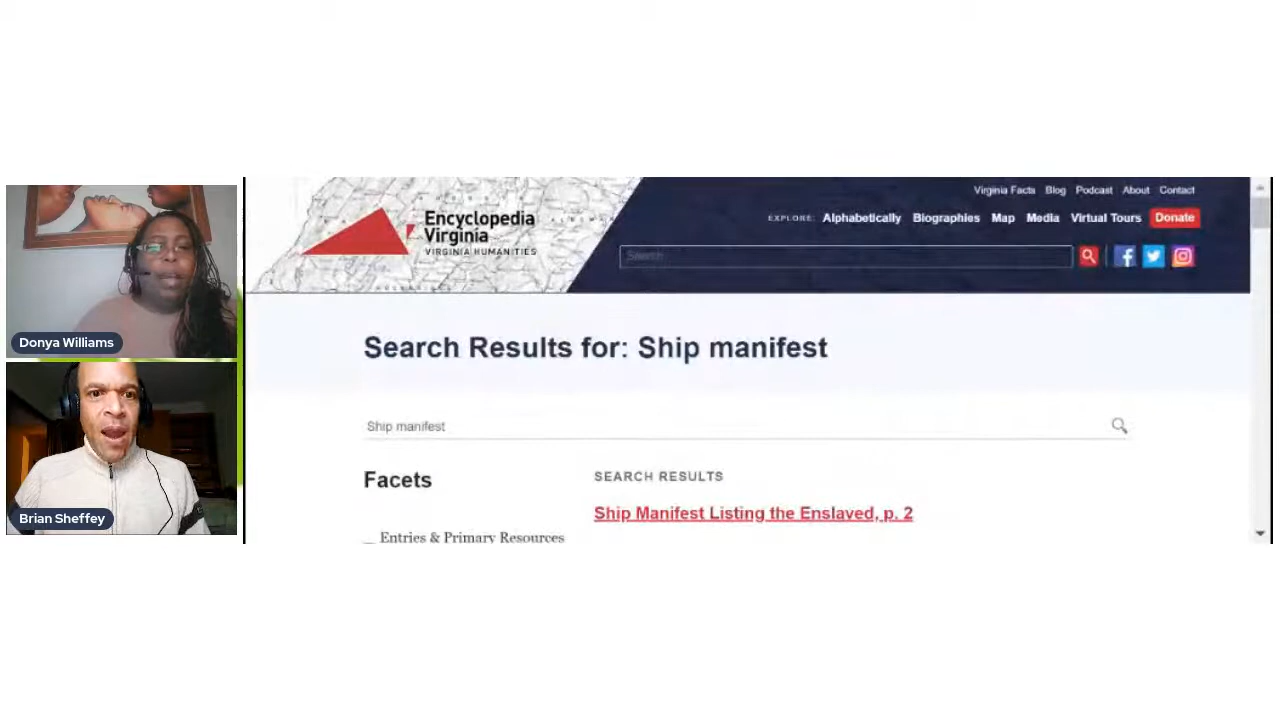 Donya Williams
Brian Sheffey
Encyclopedia
Virginia
VIRGINIA HUMANITIES
Virginia Facts Blog Podcast About Contact
EXPLORE: Alphabetically Biographies Map Media Virtual Tours Donate
Search
Search Results for: Ship manifest
Ship manifest
Facets
Entries & Primary Resources
SEARCH RESULTS
Ship Manifest Listing the Enslaved, p. 2